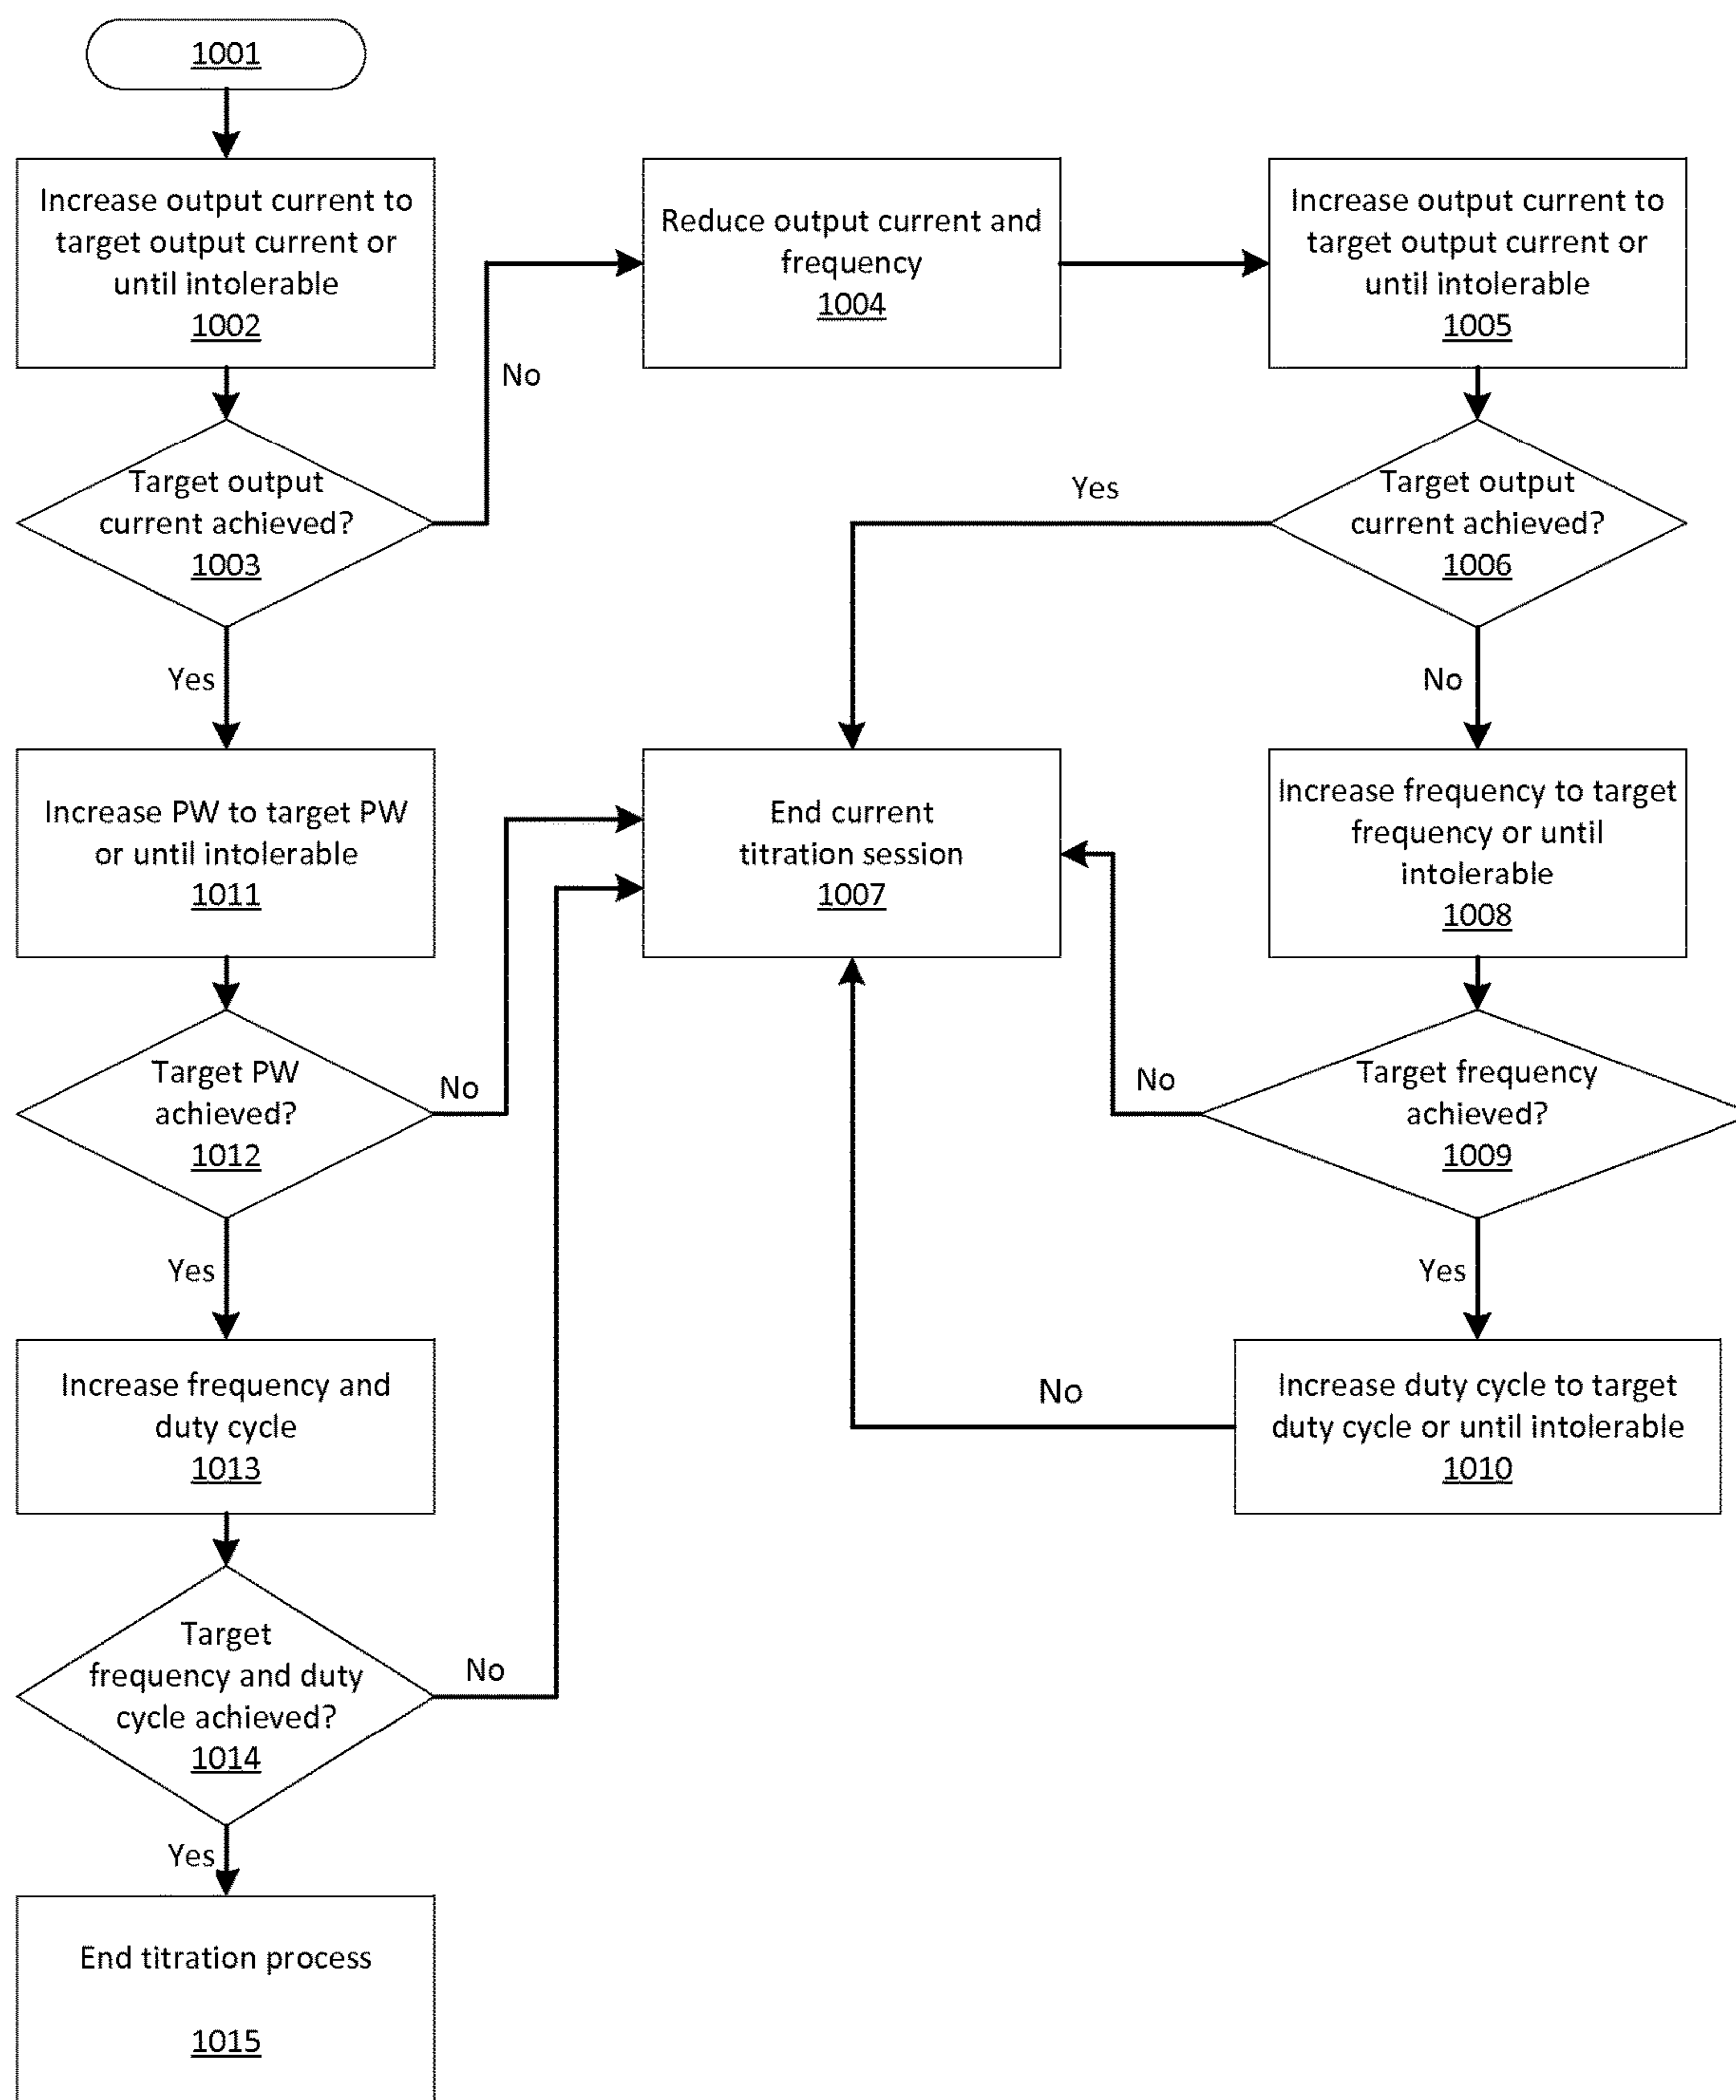 1001
Increase output current to
target output current or
until intolerable
1002
Reduce output current and
frequency
1004
Increase output current to
target output current or
until intolerable
1005
No
Target output
current achieved?
1003
Yes
Target output
current achieved?
1006
Yes
No
Increase PW to target PW
or until intolerable
1011
End current
titration session
1007
Increase frequency to target
frequency or until
intolerable
1008
Target PW
achieved?
1012
No
No
Target frequency
achieved?
1009
Yes
Yes
Increase frequency and
duty cycle
1013
No
Increase duty cycle to target
duty cycle or until intolerable
1010
Target
frequency and duty
cycle achieved?
1014
No
Yes
End titration process
1015